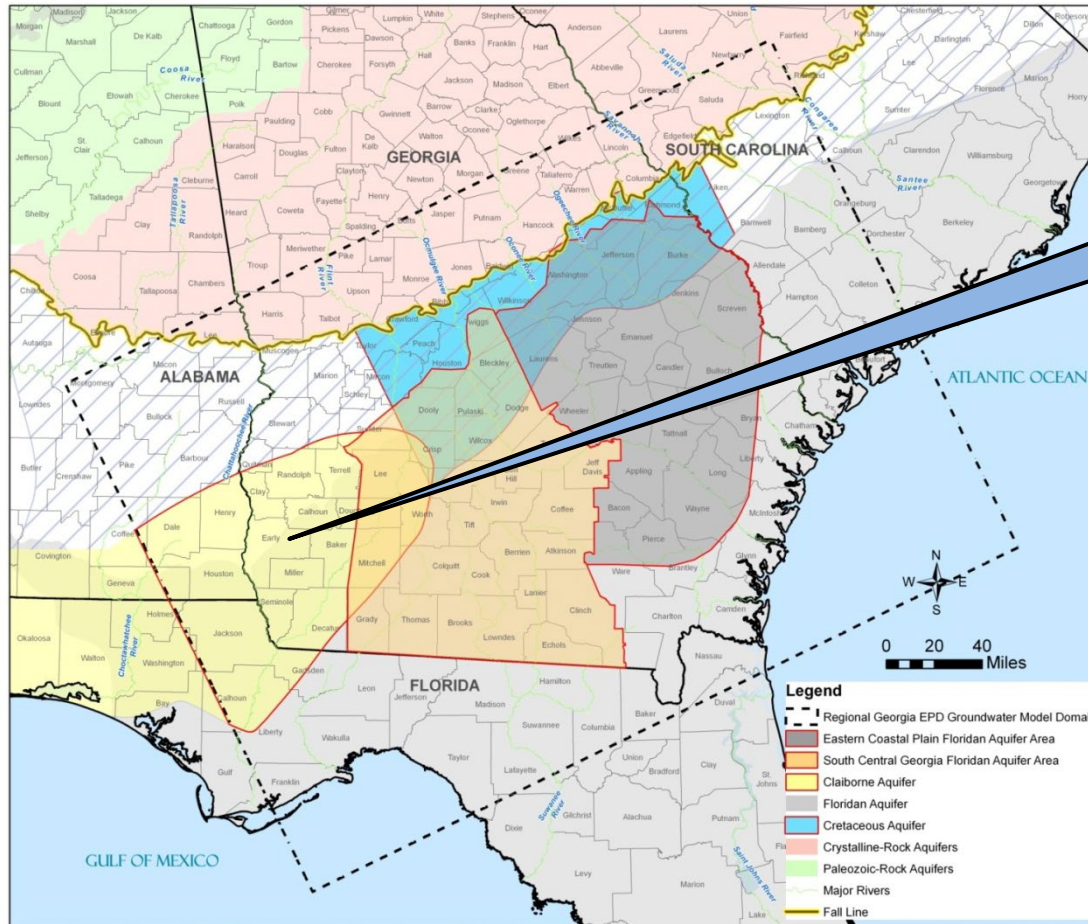 Morgan
Madison
Jackson
Marshall
De Kalb
Cullman
Blount
Etowah
Cherokee
St.
Clair
Calhoun
Jefferson
Talladega
Shelby
Cleburne
Clay
Randolph
Coosa
Tallapoosa
Chambers
Lee
Elmore
Chilton
Autauga
Macon
Montgomery
Lowndes
Bullock
Russell
Butler
Crenshaw
Pike
Barbour
Coffee
Dale
Henry
Covington
Geneva
Houston
Coosa
River
Tallapoosa
River
Chattooga
Gordon
Floyd
Bartow
Polk
Pickens
Dawson
Lumpkin
White
Hall
Banks
Franklin
Hart
Stephens
Cherokee
Forsyth
Jackson
Madison
Elbert
Cobb
Gwinnett
Barrow
Clarke
Oglethorpe
Wilkes
Lincoln
Paulding
Haralson
Douglas
Fulton
De
Kalb
Walton
Oconee
Carroll
Clayton
Newton
Morgan
Greene
Taliaferro
Columbia
Warren
Heard
Coweta
Fayette
Henry
Spalding
Butts
Jasper
Putnam
Hancock
Troup
Meriwether
Pike
Lamar
Monroe
Jones
Harris
Talbot
Upson
GEORGIA
Flint
River
Ocmulgee River
Oconee River
Ogeechee River
Savannah
River
SOUTH CAROLINA
Oconee
Anderson
Laurens
Union
Chester
Fairfield
Kershaw
Newberry
Abbeville
Greenwood
Saluda
Edgefield
Lexington
Richland
Aiken
Barnwell
Calhoun
Orangeburg
Bamberg
Allendale
Hampton
Colleton
Dorchester
Berkeley
Clarendon
Sumter
Lee
Darlington
Chesterfield
Dillon
Marion
Florence
Horry
Williamsburg
Georgetown
Beaufort
Saluda
River
Congaree
River
Santee
River
ATLANTIC OCEAN
ALABAMA
Chattahoochee River
Muscogee
Marion
Schley
Macon
Taylor
Crawford
Peach
Houston
Twiggs
Wilkinson
Washington
Jefferson
Burke
Richmond
Jenkins
Screven
Johnson
Emanuel
Bleckley
Laurens
Treutlen
Candler
Bulloch
Stewart
Sumter
Dooly
Pulaski
Dodge
Wheeler
Tattnall
Bryan
Chatham
Quitman
Randolph
Terrell
Lee
Crisp
Wilcox
Jeff
Davis
Appling
Long
Liberty
Clay
Calhoun
Worth
Hill
Irwin
Coffee
Bacon
Wayne
McIntosh
Early
Baker
Mitchell
Tift
Berrien
Atkinson
Pierce
Glynn
Miller
Colquitt
Cook
Ware
Brantley
Seminole
Decatur
Grady
Thomas
Brooks
Lanier
Clinch
Lowndes
Echols
Charlton
Camden
Okaloosa
Walton
Holmes
Washington
Jackson
Calhoun
Bay
Gadsden
Liberty
Gulf
Franklin
Leon
Wakulla
Jefferson
Madison
Hamilton
Taylor
Suwannee
Columbia
Baker
Nassau
Duval
Lafayette
Union
Bradford
Clay
St.
Johns
Dixie
Gilchrist
Alachua
Putnam
Levy
Marion
Lake
Choctawhatchee
River
Suwanee
River
Saint Johns River
FLORIDA
GULF OF MEXICO
N
W
E
S
0
20
40
Miles
Legend
Regional Georgia EPD Groundwater Model Doma
Eastern Coastal Plain Floridan Aquifer Area
South Central Georgia Floridan Aquifer Area
Claiborne Aquifer
Floridan Aquifer
Cretaceous Aquifer
Crystalline-Rock Aquifers
Paleozoic-Rock Aquifers
Major Rivers
Fall Line